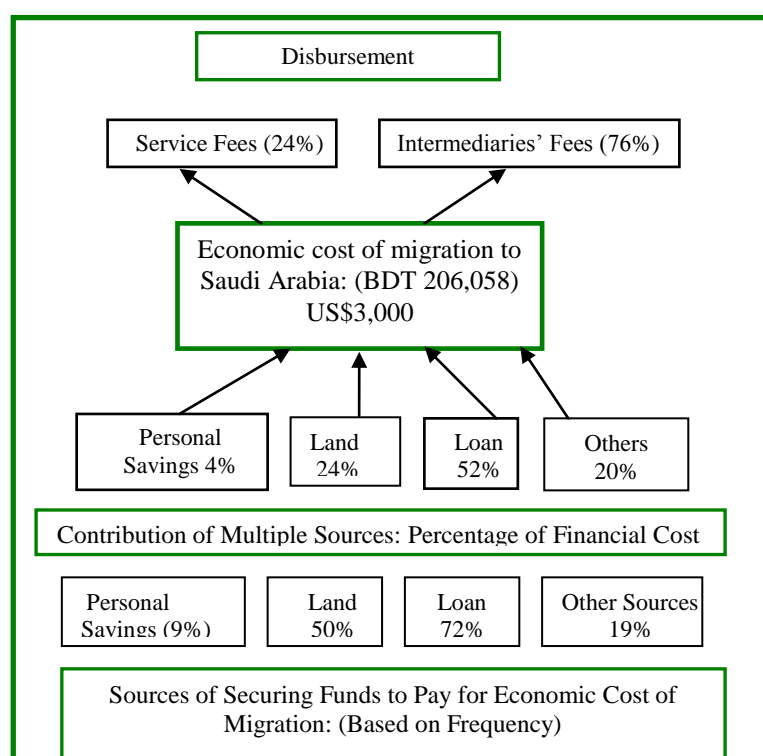 Disbursement
Service Fees (24%)
Intermediaries' Fees (76%)
Economic cost of migration to
Saudi Arabia: (BDT 206,058)
US$3,000
Personal
Savings 4%
Land
24%
Loan
52%
Others
20%
Contribution of Multiple Sources: Percentage of Financial Cost
Personal
Savings (9%)
Land
50%
Loan
72%
Other Sources
19%
Sources of Securing Funds to Pay for Economic Cost of
Migration: (Based on Frequency)